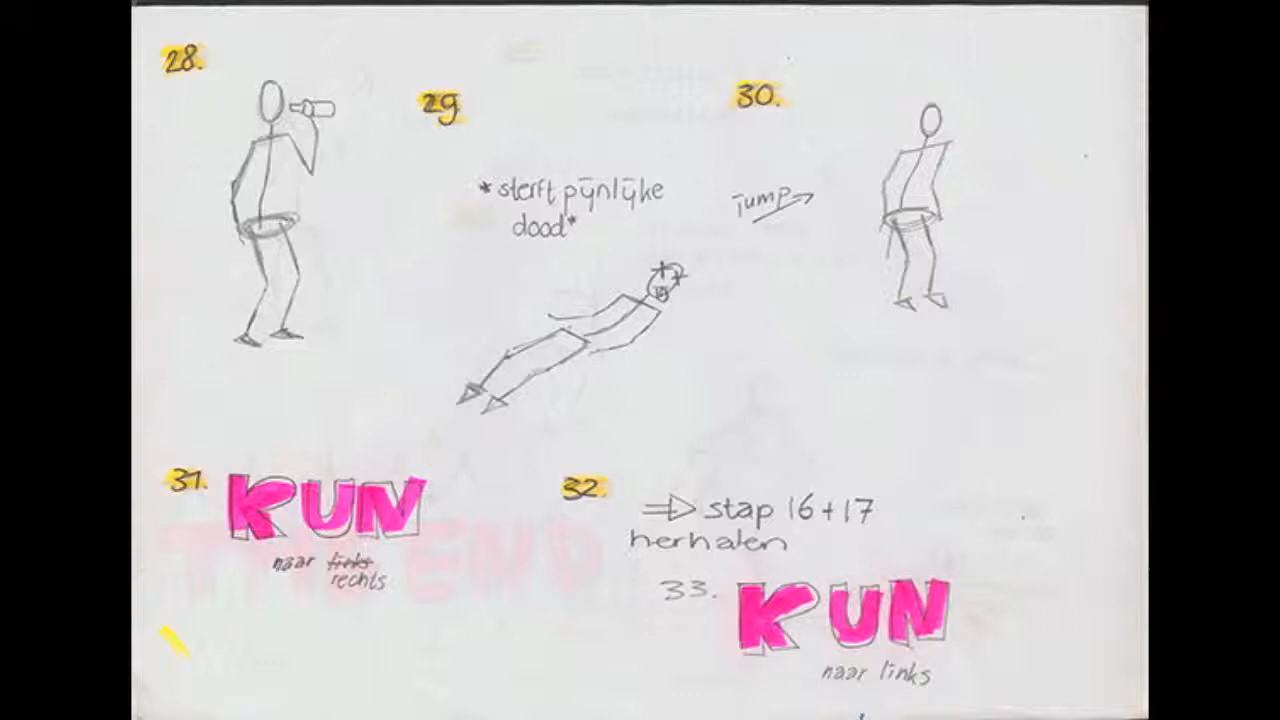 28.
29
*sterft pijnlijke
dood*
30.
jump
31.
KUN
naar links
rechts
32.
stap 16+17
herhalen
33.
KUN
naar links